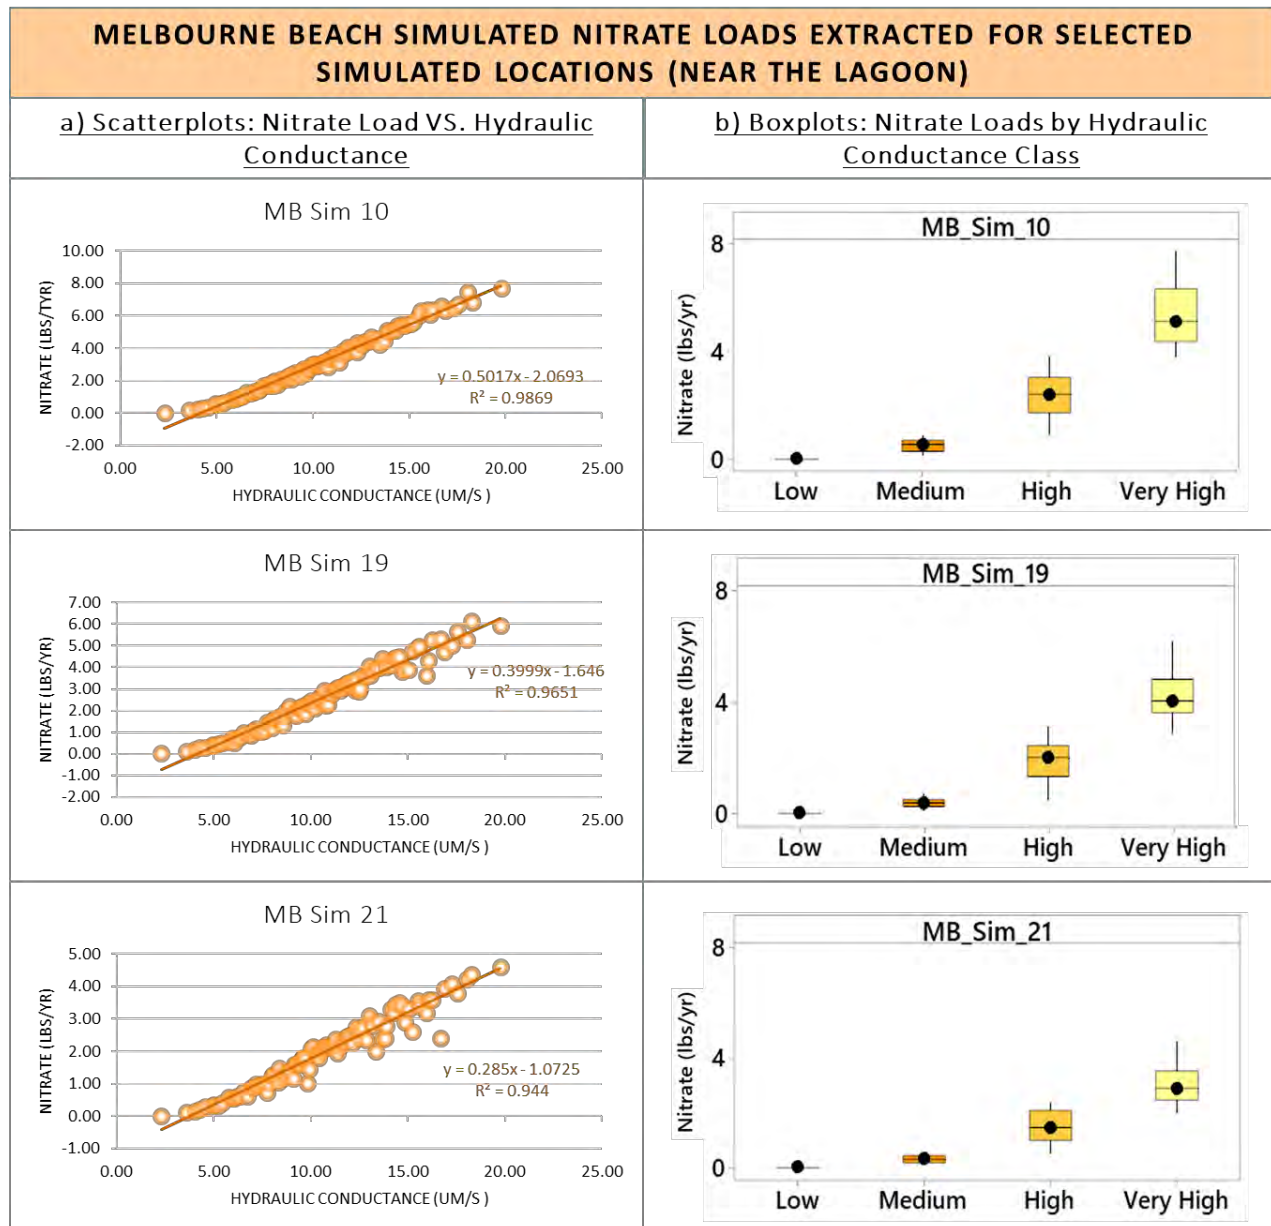 MELBOURNE BEACH SIMULATED NITRATE LOADS EXTRACTED FOR SELECTED
SIMULATED LOCATIONS (NEAR THE LAGOON)
a) Scatterplots: Nitrate Load VS. Hydraulic
Conductance
b) Boxplots: Nitrate Loads by Hydraulic
Conductance Class
MB Sim 10
NITRATE (LBS/TYR)
10.00
8.00
6.00
4.00
2.00
0.00
-2.00
y = 0.5017x - 2.0693
R² = 0.9869
0.00 5.00 10.00 15.00 20.00 25.00
HYDRAULIC CONDUCTANCE (UM/S )
MB_Sim_10
Nitrate (lbs/yr)
8
4
0
Low Medium High Very High
MB Sim 19
NITRATE (LBS/YR)
7.00
6.00
5.00
4.00
3.00
2.00
1.00
0.00
-1.00
-2.00
y = 0.3999x - 1.646
R² = 0.9651
0.00 5.00 10.00 15.00 20.00 25.00
HYDRAULIC CONDUCTANCE (UM/S )
MB_Sim_19
Nitrate (lbs/yr)
8
4
0
Low Medium High Very High
MB Sim 21
NITRATE (LBS/YR)
5.00
4.00
3.00
2.00
1.00
0.00
-1.00
y = 0.285x - 1.0725
R² = 0.944
0.00 5.00 10.00 15.00 20.00 25.00
HYDRAULIC CONDUCTANCE (UM/S )
MB_Sim_21
Nitrate (lbs/yr)
8
4
0
Low Medium High Very High